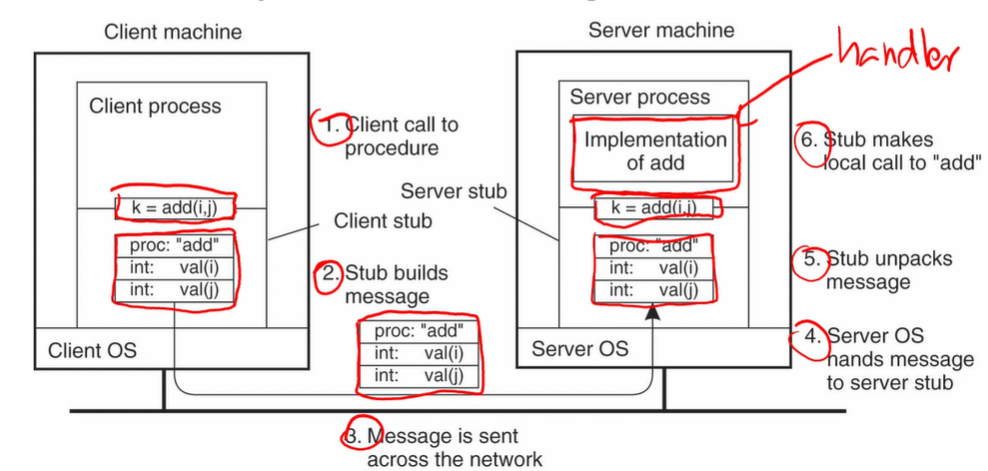 Client machine
Server machine
handler
Client process
1. Client call to
procedure
Server process
Implementation
of add
6. Stub makes
local call to "add"
Server stub
k = add(i,j)
k = add(i,j)
Client stub
proc: "add"
int: val(i)
int: val(j)
2. Stub builds
message
proc: "add"
int: val(i)
int: val(j)
5. Stub unpacks
message
proc: "add"
int: val(i)
int: val(j)
Client OS
Server OS
4. Server OS
hands message
to server stub
3. Message is sent
across the network